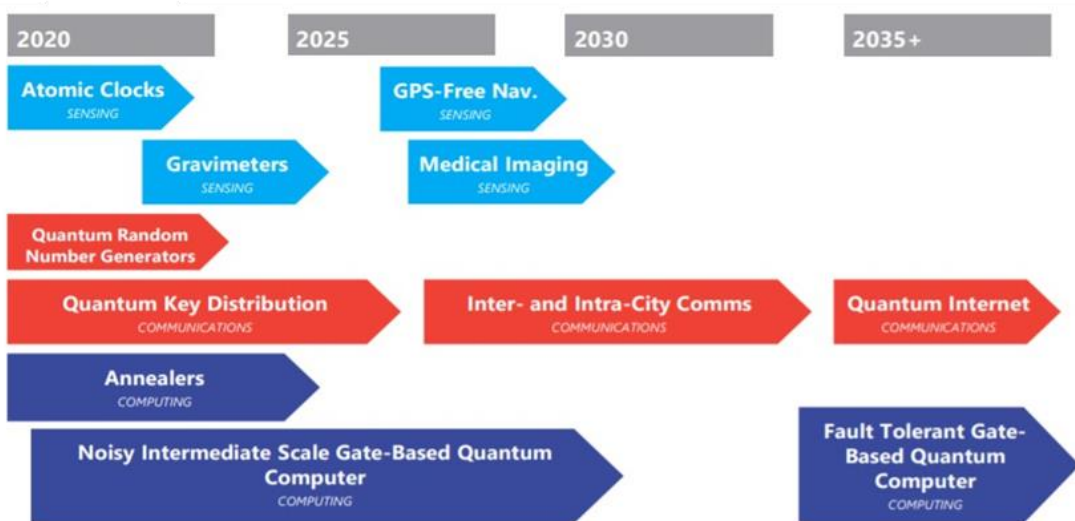 2020
2025
2030
2035+
Atomic Clocks
SENSING
GPS-Free Nav.
SENSING
Gravimeters
SENSING
Medical Imaging
SENSING
Quantum Random
Number Generators
Quantum Key Distribution
COMMUNICATIONS
Inter- and Intra-City Comms
COMMUNICATIONS
Quantum Internet
COMMUNICATIONS
Annealers
COMPUTING
Noisy Intermediate Scale Gate-Based Quantum
Computer
COMPUTING
Fault Tolerant Gate-
Based Quantum
Computer
COMPUTING